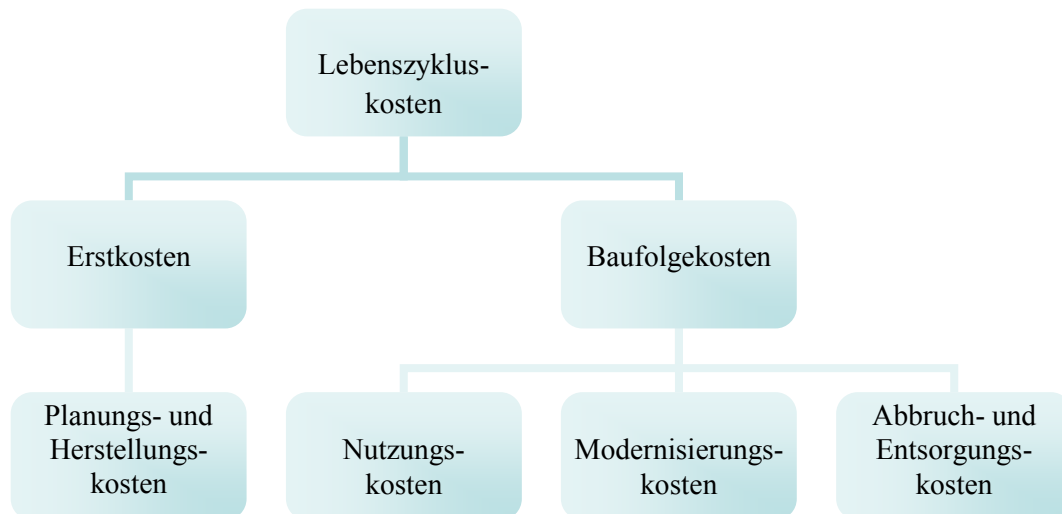 Lebenszyklus-
kosten
Erstkosten
Baufolgekosten
Planungs- und
Herstellungs-
kosten
Nutzungs-
kosten
Modernisierungs-
kosten
Abbruch- und
Entsorgungs-
kosten